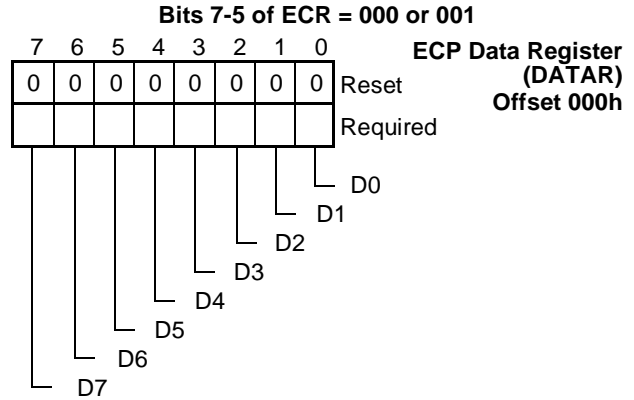 Bits 7-5 of ECR = 000 or 001
7 6 5 4 3 2 1 0
ECP Data Register
(DATAR)
Offset 000h
0 0 0 0 0 0 0 0 Reset
Required
D0
D1
D2
D3
D4
D5
D6
D7